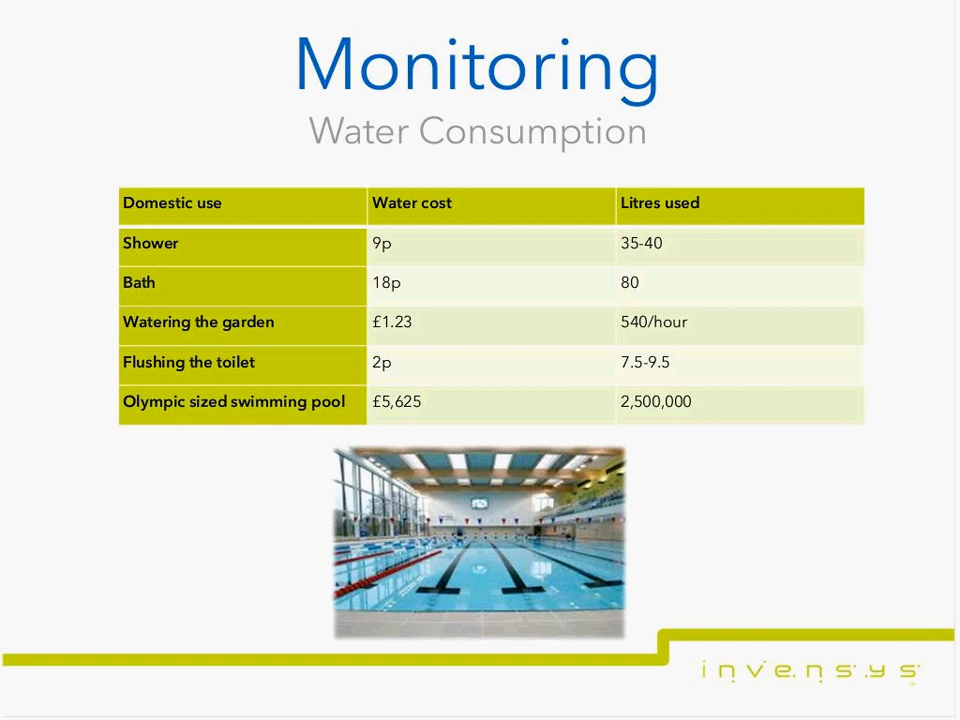 Monitoring
Water Consumption
Domestic use Water cost Litres used
Shower 9p 35-40
Bath 18p 80
Watering the garden £1.23 540/hour
Flushing the toilet 2p 7.5-9.5
Olympic sized swimming pool £5,625 2,500,000
invensys